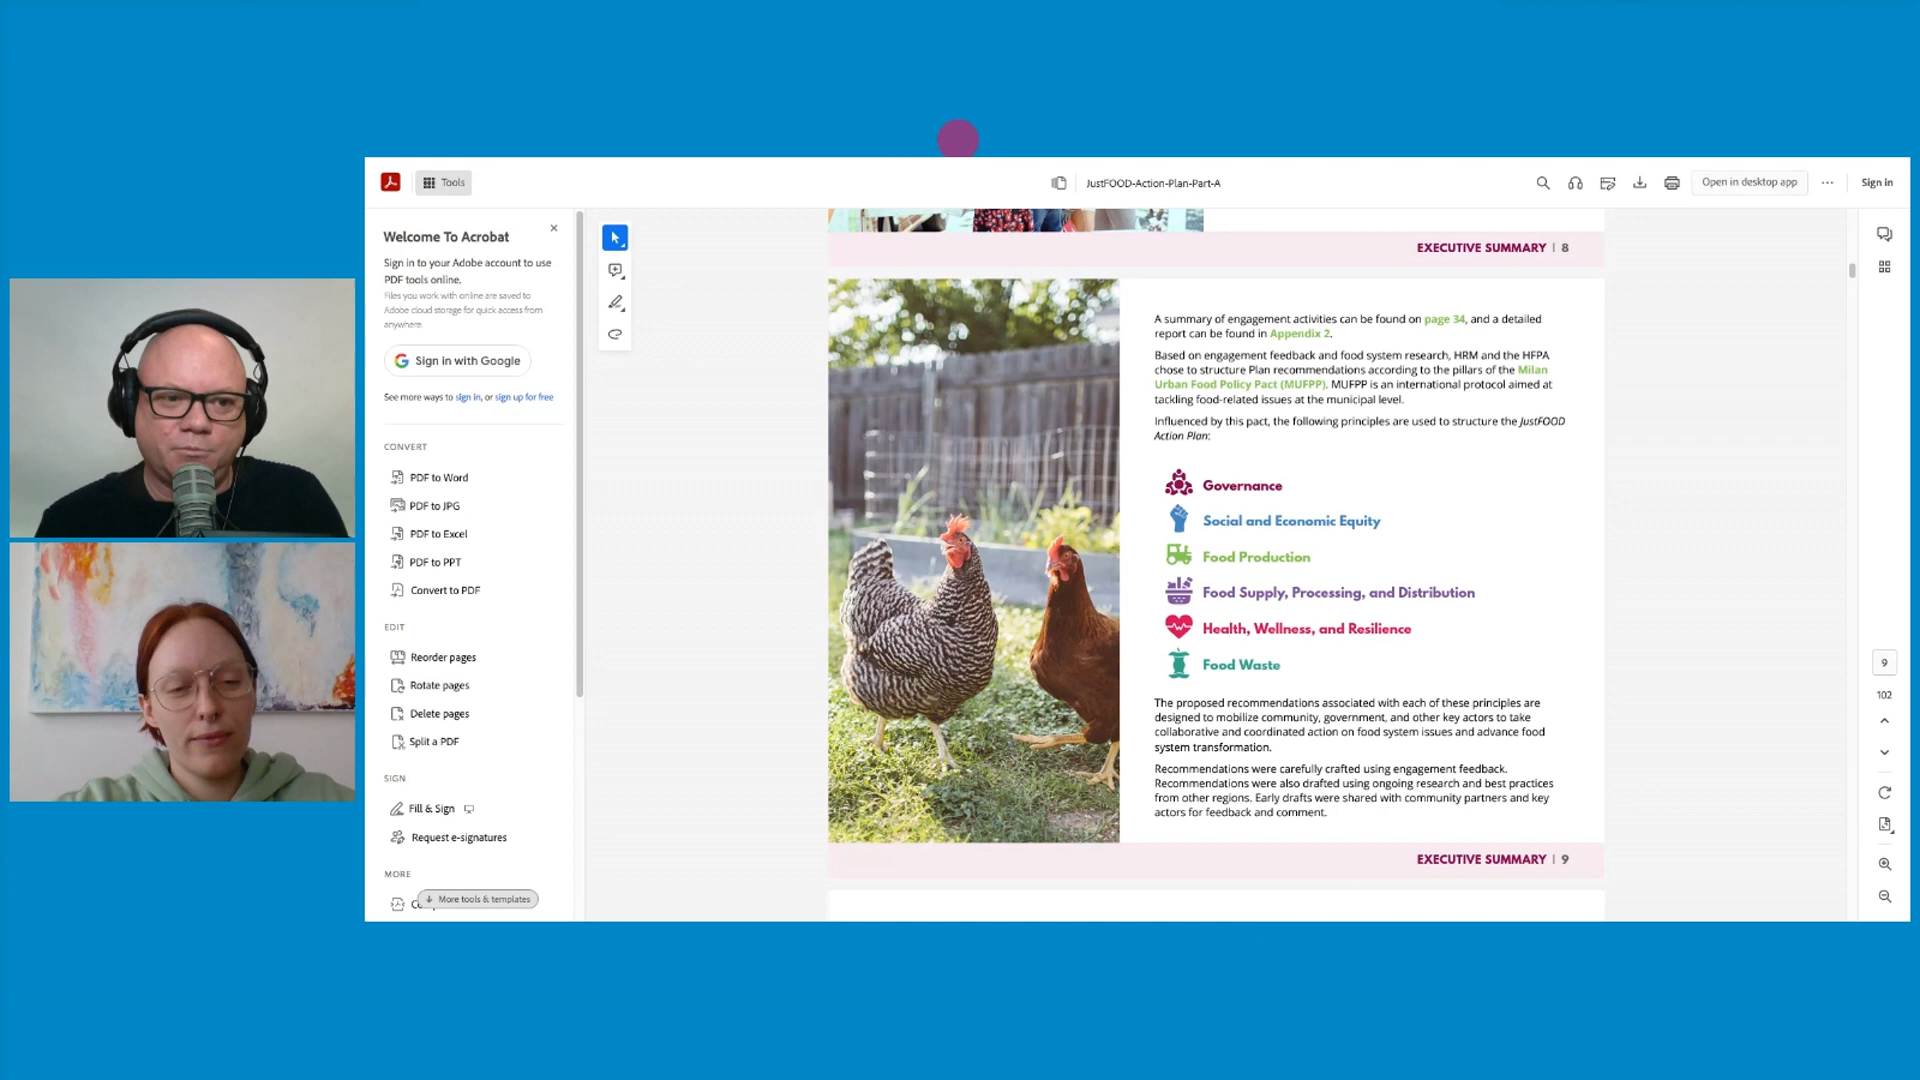 Tools
JustFOOD-Action-Plan-Part-A
Open in desktop app
Sign in
Welcome To Acrobat
Sign in to your Adobe account to use
PDF tools online.
Files you work with online are saved to
Adobe cloud storage for quick access from
anywhere.
Sign in with Google
See more ways to sign in, or sign up for free
CONVERT
PDF to Word
PDF to JPG
PDF to Excel
PDF to PPT
Convert to PDF
EDIT
Reorder pages
Rotate pages
Delete pages
Split a PDF
SIGN
Fill & Sign
Request e-signatures
MORE
More tools & templates
EXECUTIVE SUMMARY | 8
A summary of engagement activities can be found on page 34, and a detailed
report can be found in Appendix 2.
Based on engagement feedback and food system research, HRM and the HFPA
chose to structure Plan recommendations according to the pillars of the Milan
Urban Food Policy Pact (MUFPP). MUFPP is an international protocol aimed at
tackling food-related issues at the municipal level.
Influenced by this pact, the following principles are used to structure the JustFOOD
Action Plan:
Governance
Social and Economic Equity
Food Production
Food Supply, Processing, and Distribution
Health, Wellness, and Resilience
Food Waste
The proposed recommendations associated with each of these principles are
designed to mobilize community, government, and other key actors to take
collaborative and coordinated action on food system issues and advance food
system transformation.
Recommendations were carefully crafted using engagement feedback.
Recommendations were also drafted using ongoing research and best practices
from other regions. Early drafts were shared with community partners and key
actors for feedback and comment.
EXECUTIVE SUMMARY | 9
9
102